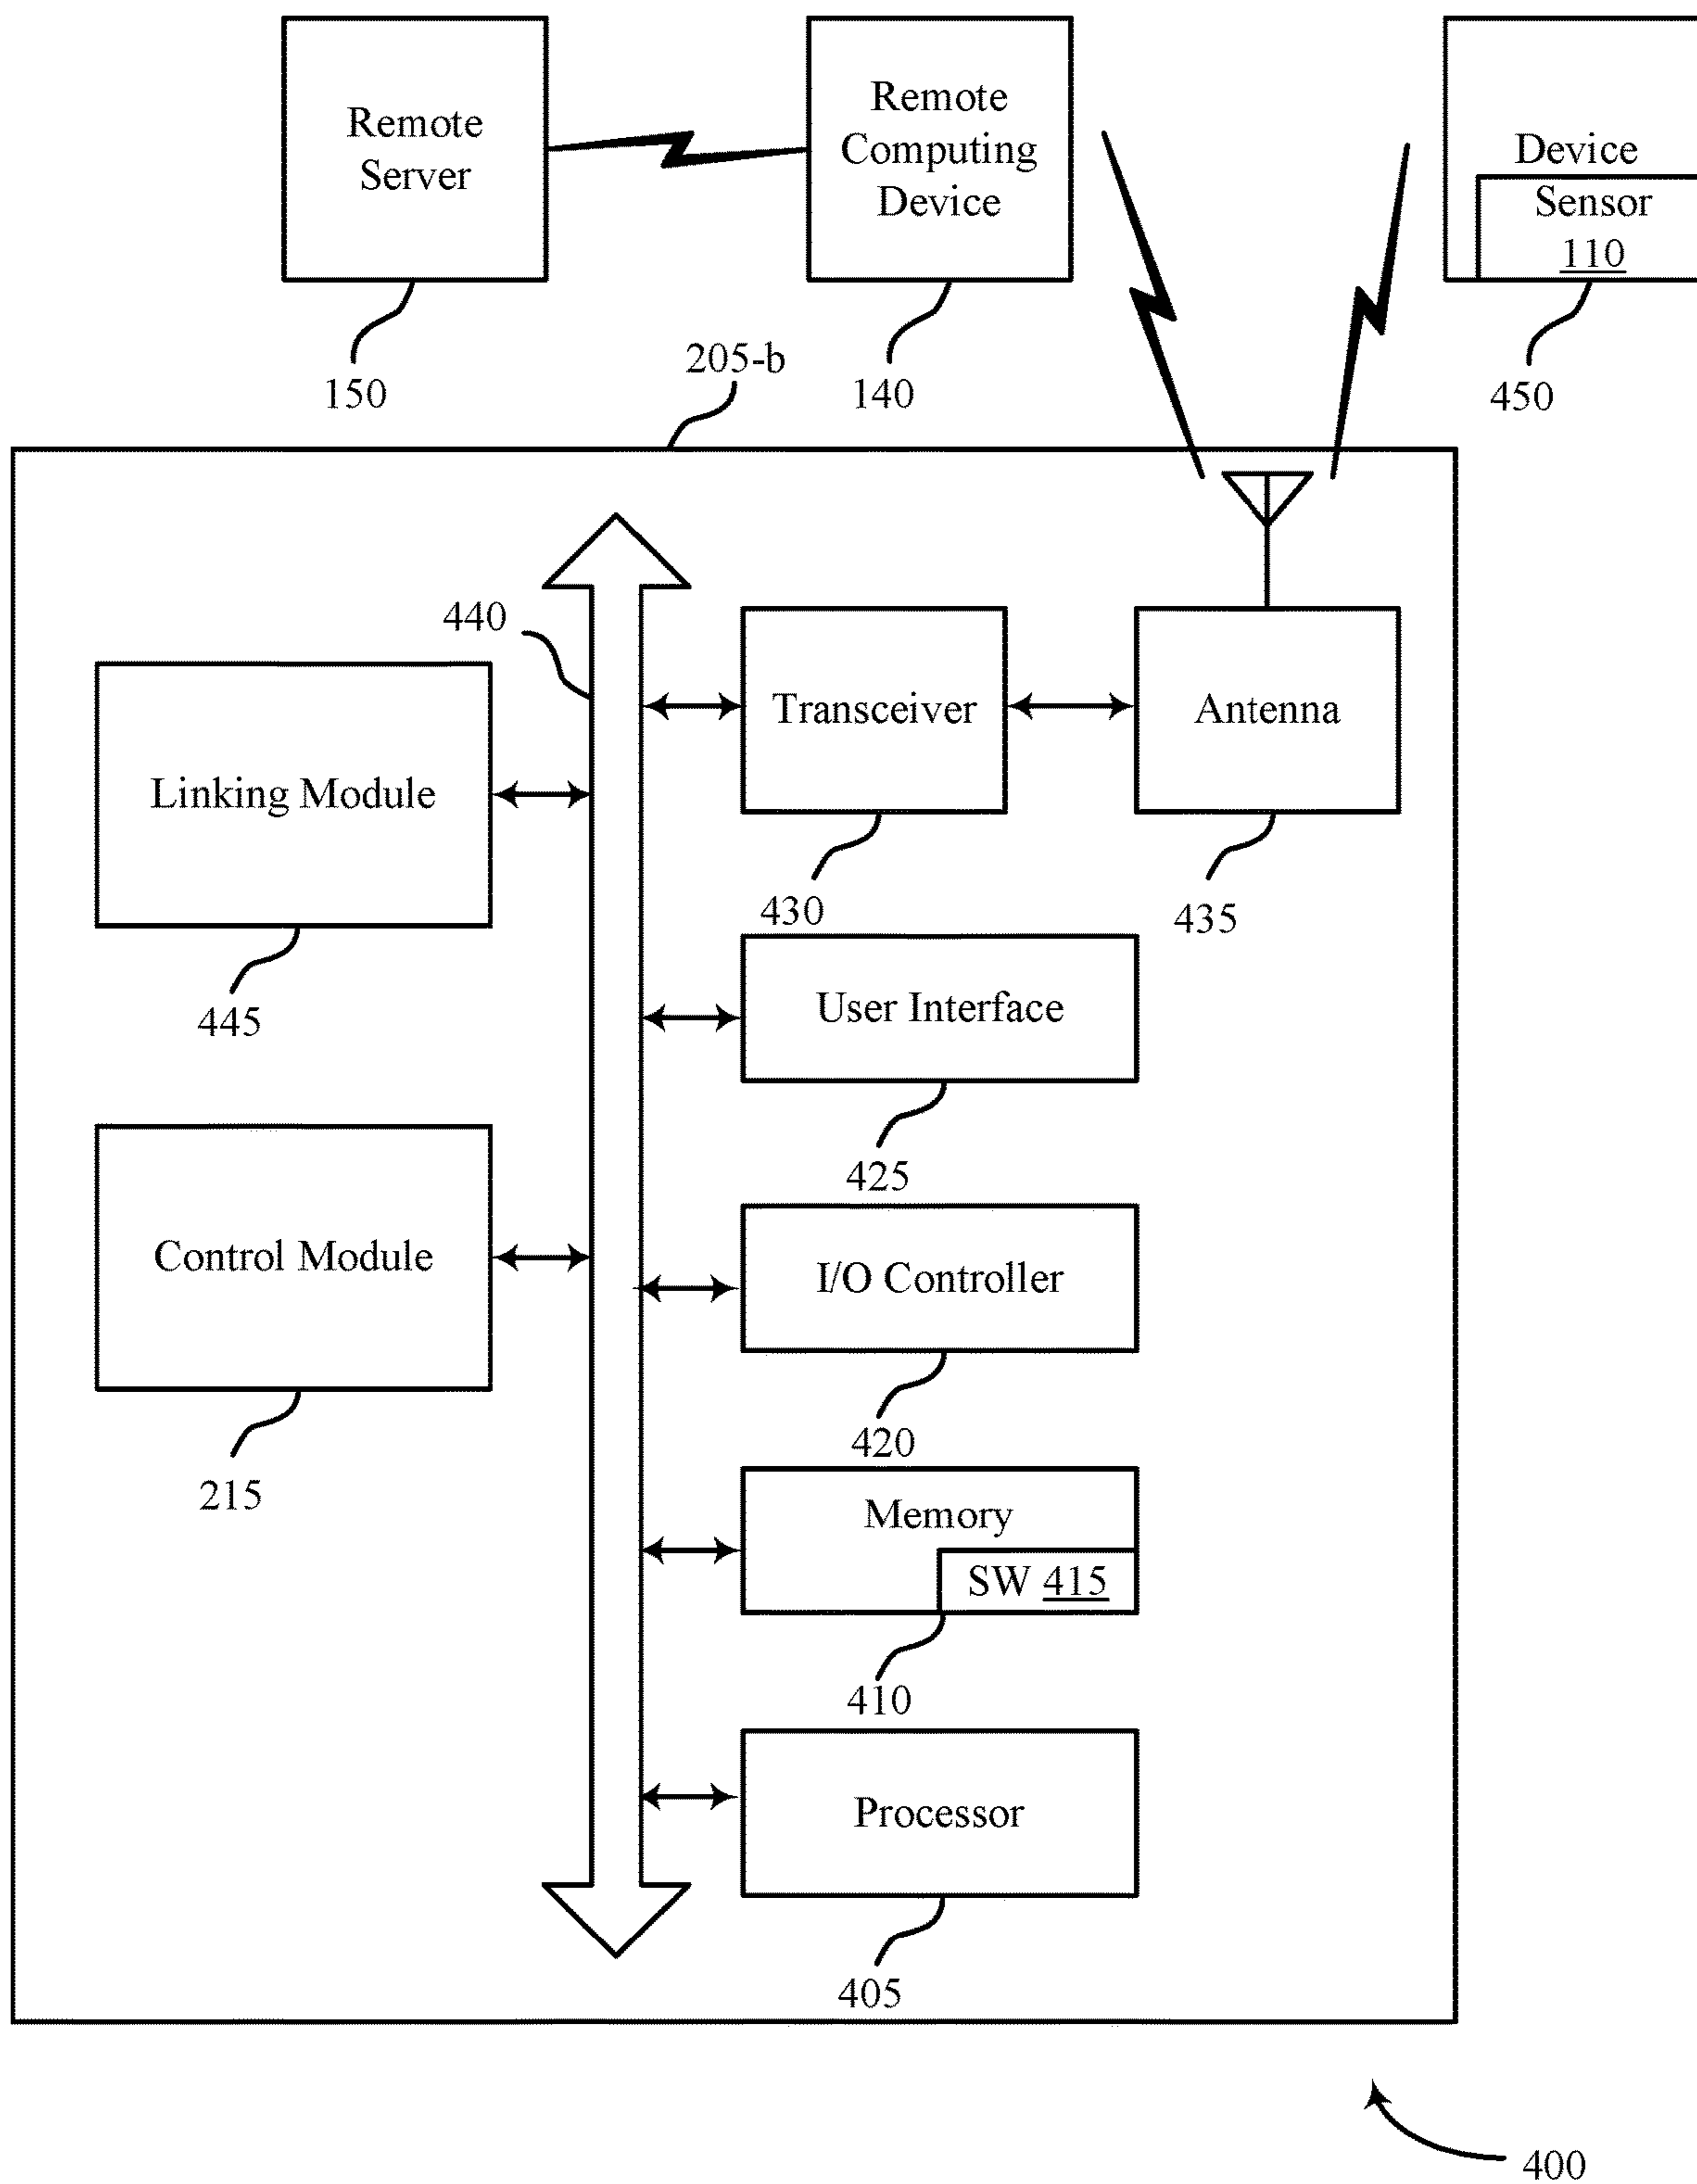 Remote
Server
150
Remote
Computing
Device
140
Device
Sensor
110
450
205-b
440
Linking Module
445
Control Module
215
Transceiver
430
Antenna
435
User Interface
425
I/O Controller
420
Memory
SW 415
410
Processor
405
400